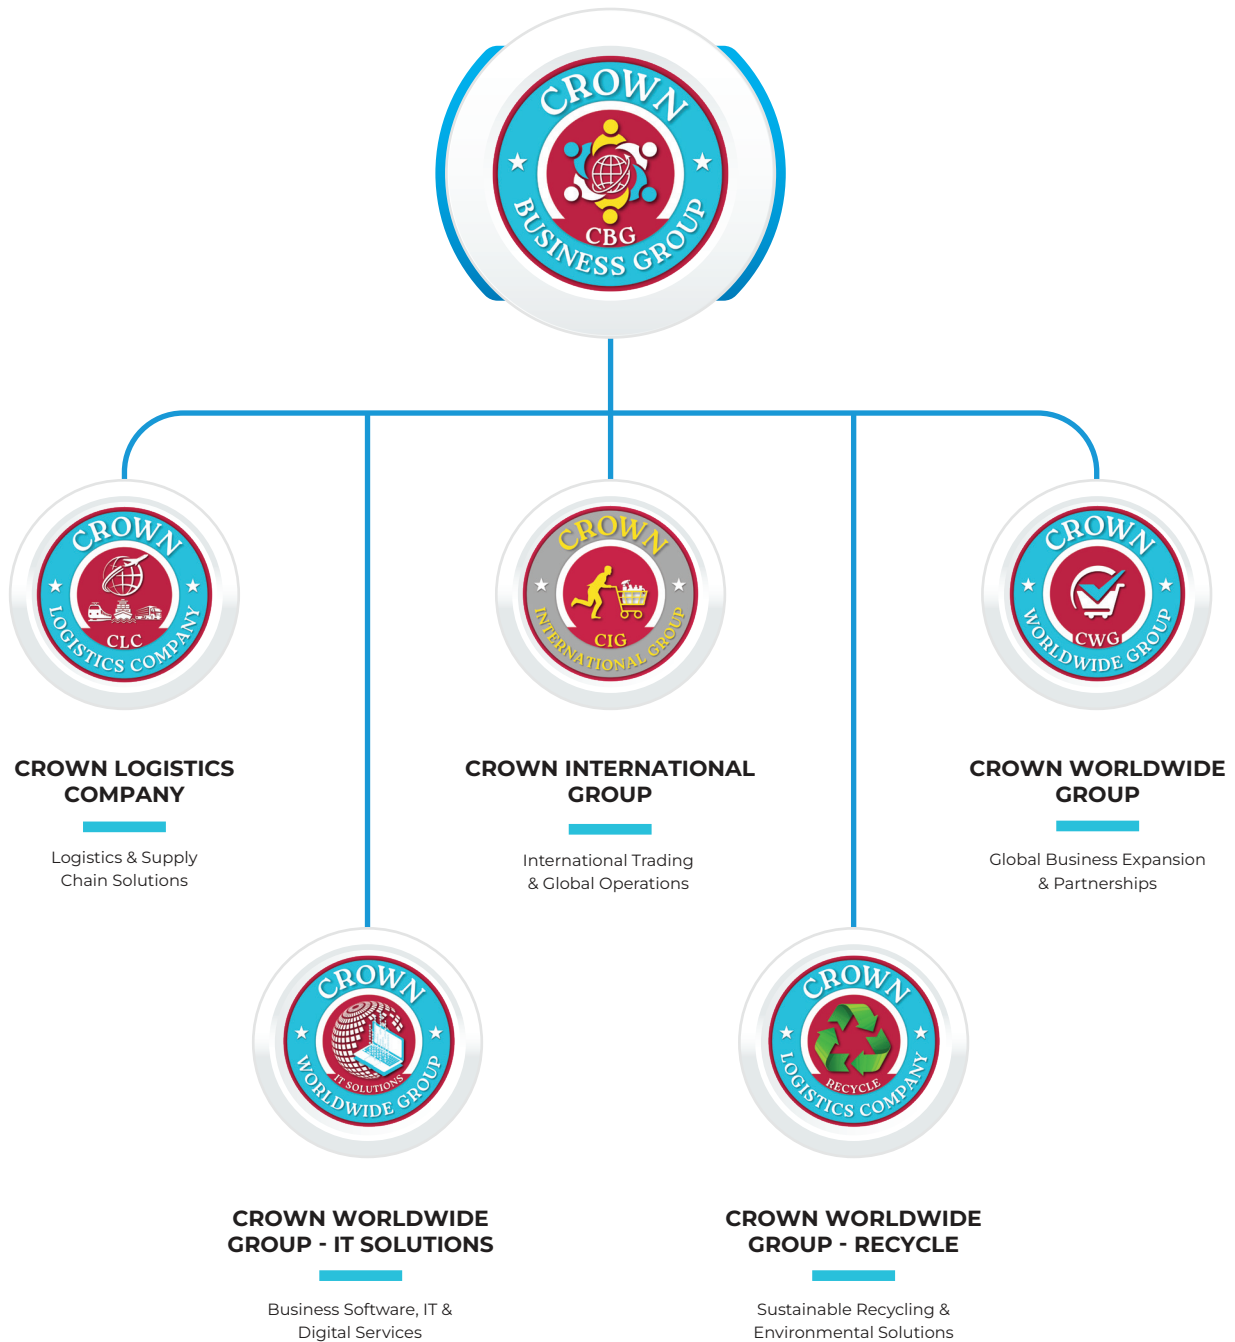 CROWN
CBG
BUSINESS GROUP
CROWN
CLC
LOGISTICS COMPANY
CROWN LOGISTICS
COMPANY
Logistics & Supply
Chain Solutions
CROWN
CIG
INTERNATIONAL GROUP
CROWN INTERNATIONAL
GROUP
International Trading
& Global Operations
CROWN
CWG
WORLDWIDE GROUP
CROWN WORLDWIDE
GROUP
Global Business Expansion
& Partnerships
CROWN
IT SOLUTIONS
WORLDWIDE GROUP
CROWN WORLDWIDE
GROUP - IT SOLUTIONS
Business Software, IT &
Digital Services
CROWN
RECYCLE
LOGISTICS COMPANY
CROWN WORLDWIDE
GROUP - RECYCLE
Sustainable Recycling &
Environmental Solutions